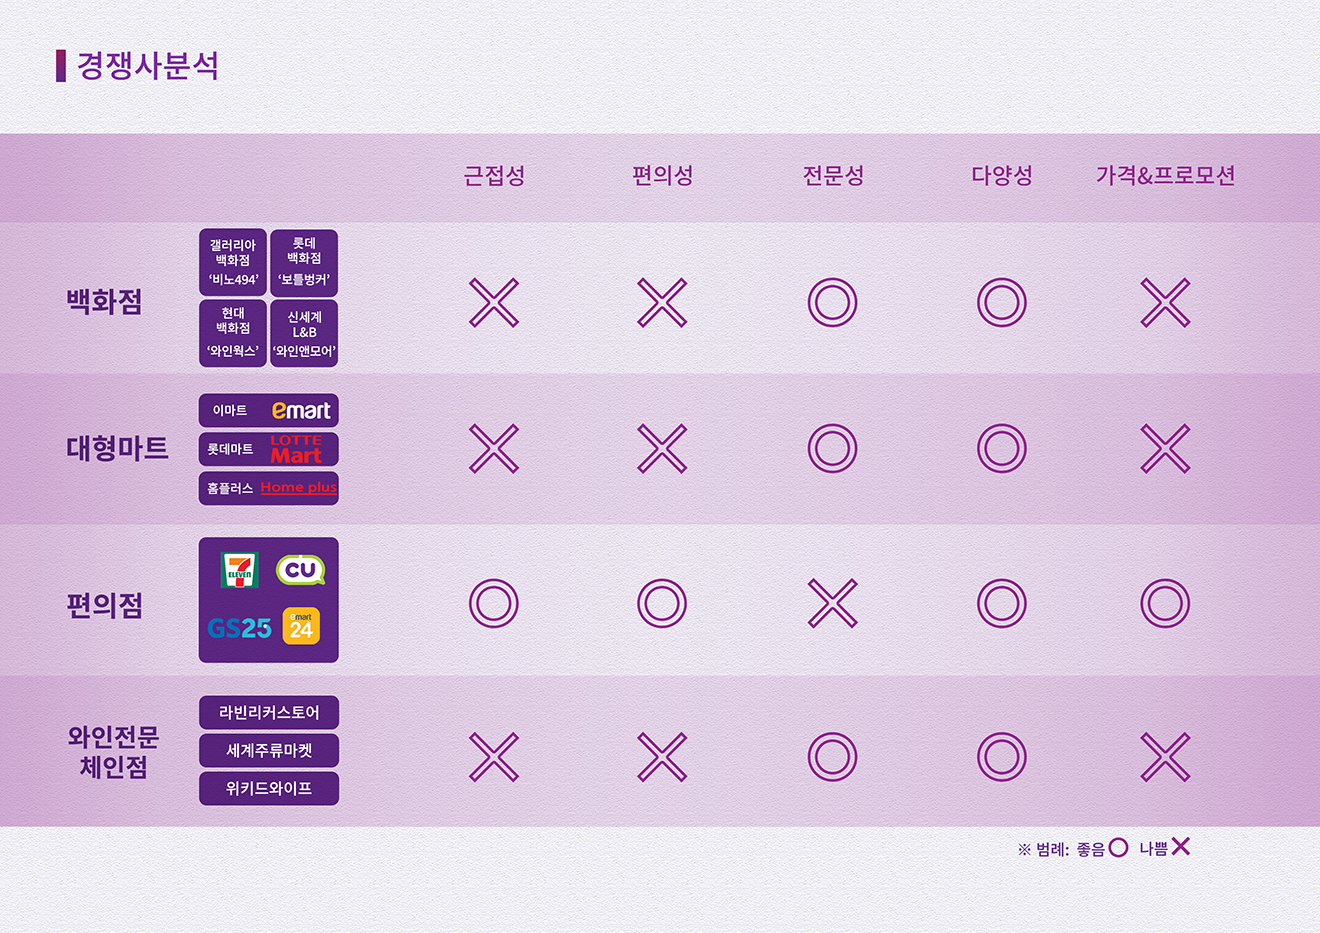 경쟁사분석
근접성 편의성 전문성 다양성 가격&프로모션
백화점
갤러리아
백화점
‘비노494’
롯데
백화점
‘보틀벙커’
현대
백화점
‘와인웍스’
신세계
L&B
‘와인앤모어’
대형마트
이마트 emart
롯데마트 LOTTE
Mart
홈플러스 Home plus
편의점
7
ELEVEN
CU
GS25
emart
24
와인전문
체인점
라빈리커스토어
세계주류마켓
위키드와이프
※ 범례: 좋음 나쁨